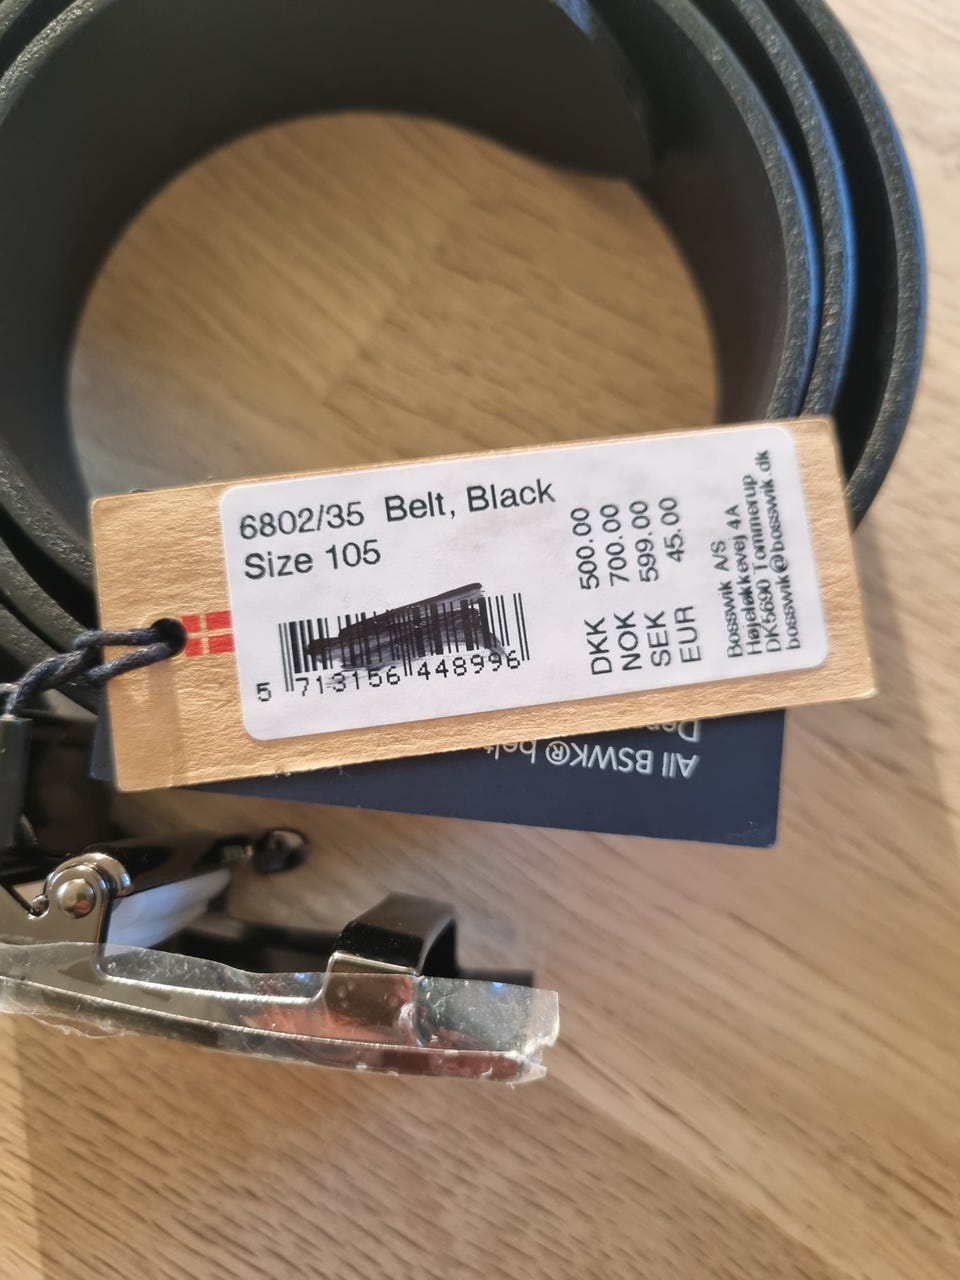 6802/35 Belt, Black
Size 105
5 713156 448996
DKK 500.00
NOK 700.00
SEK 599.00
EUR 45.00
Bosswik A/S
Højeløkkevej 4A
DK5690 Tommerup
bosswik@bosswik.dk
All BSWK®